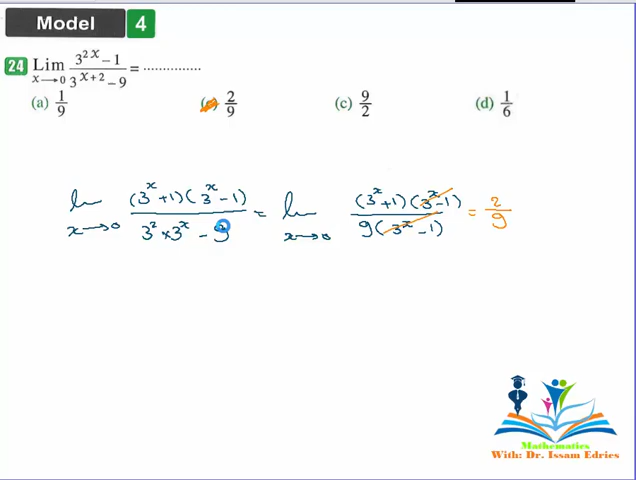 Model 4
24 Lim x→0 (3^(2x) − 1)/(3^(x+2) − 9) = ...............
(a) 1/9 2/9 (c) 9/2 (d) 1/6
lim x→0 ((3^x + 1)(3^x − 1))/(3^2 × 3^x − 9) = lim x→0 ((3^x + 1)(3^x − 1))/(9(3^x − 1)) = 2/9
Mathematics
With: Dr. Issam Edries